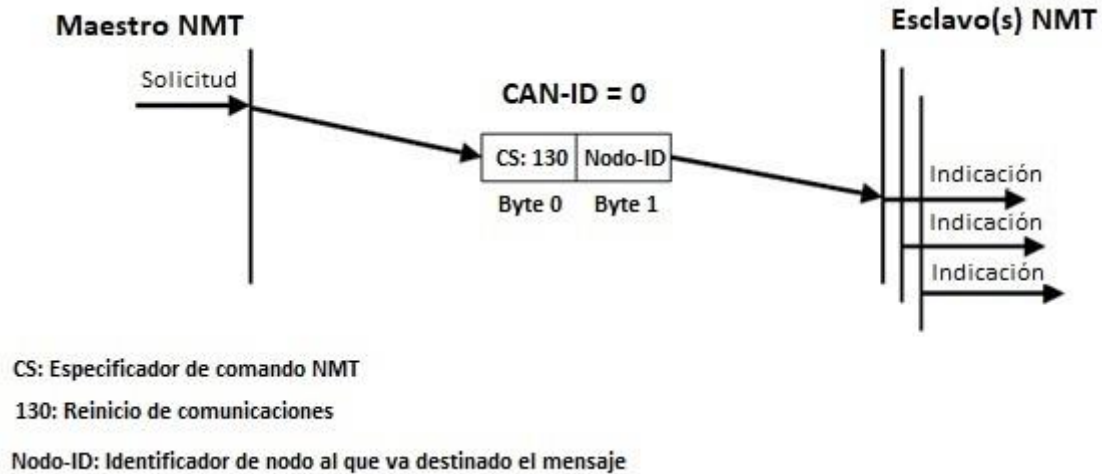 Maestro NMT
Esclavo(s) NMT
Solicitud
CAN-ID = 0
CS: 130 Nodo-ID
Byte 0 Byte 1
Indicación
Indicación
Indicación
CS: Especificador de comando NMT
130: Reinicio de comunicaciones
Nodo-ID: Identificador de nodo al que va destinado el mensaje